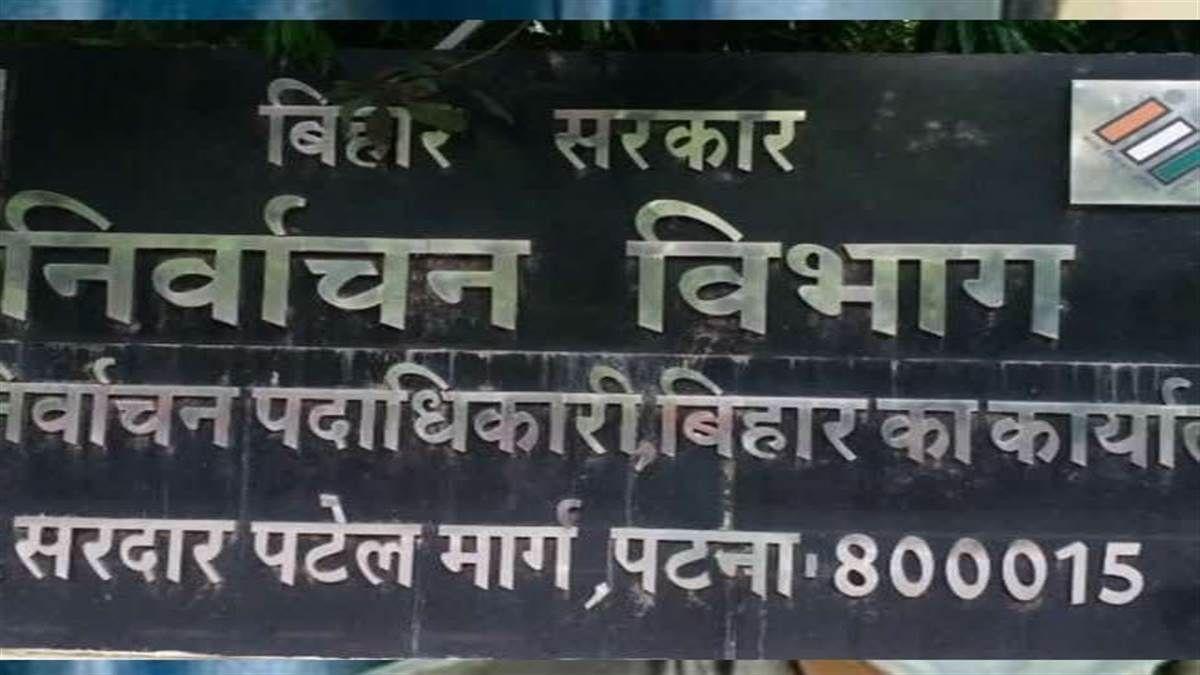 बिहार सरकार
निर्वाचन विभाग
निर्वाचन पदाधिकारी, बिहार का
सरदार पटेल मार्ग, पटना-800015